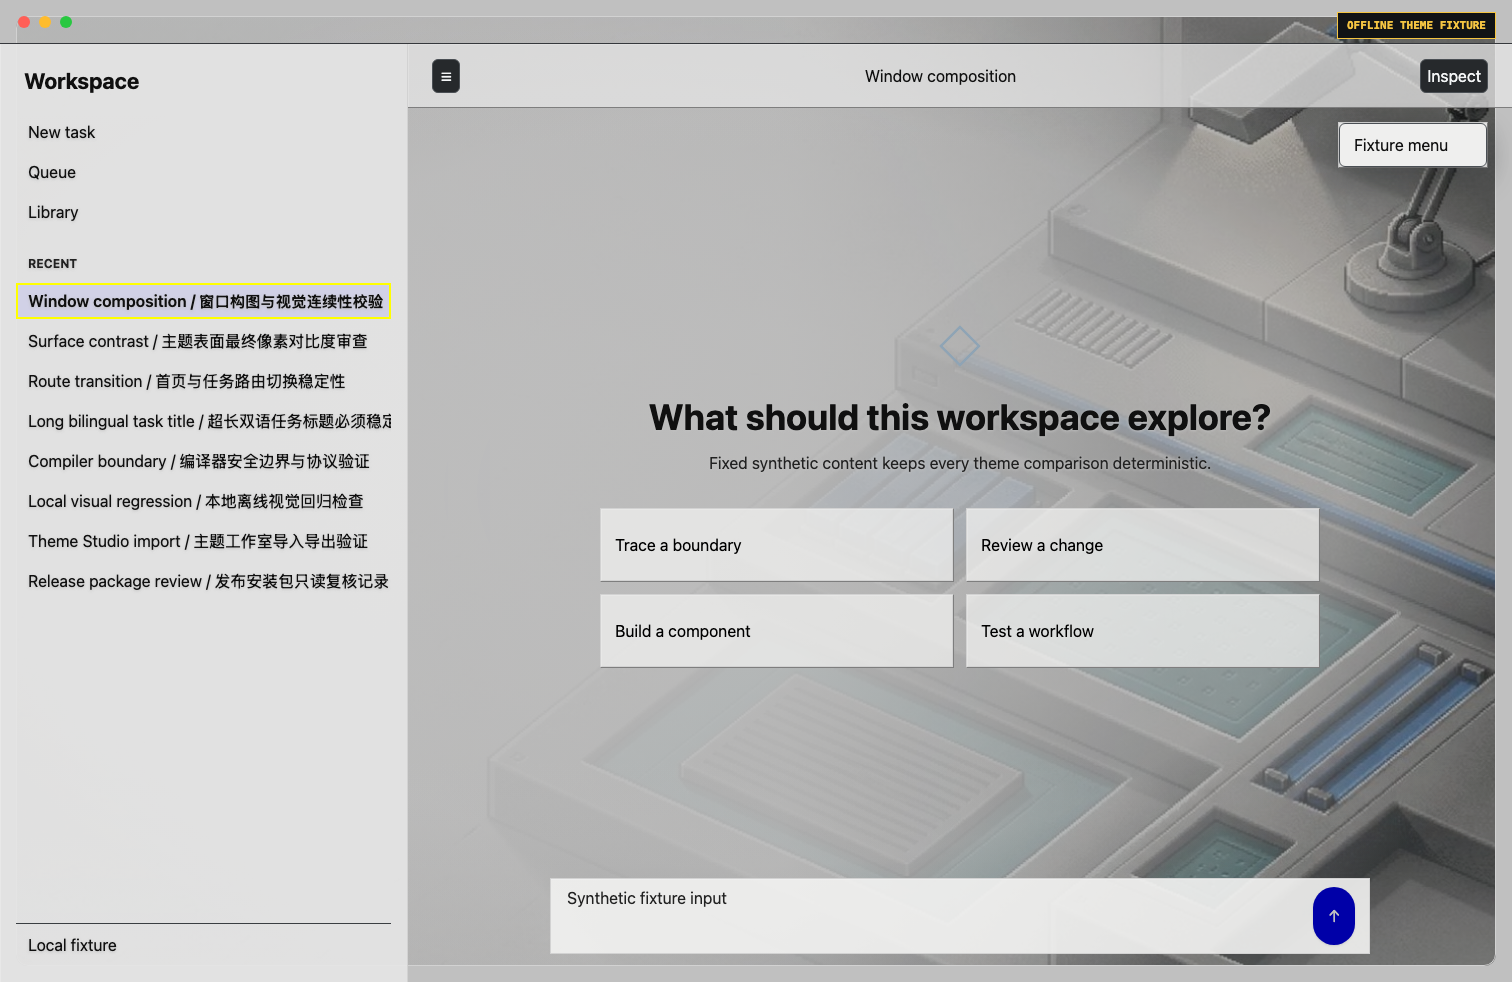 OFFLINE THEME FIXTURE
Workspace
New task
Queue
Library
RECENT
Window composition / 窗口构图与视觉连续性校验
Surface contrast / 主题表面最终像素对比度审查
Route transition / 首页与任务路由切换稳定性
Long bilingual task title / 超长双语任务标题必须稳定
Compiler boundary / 编译器安全边界与协议验证
Local visual regression / 本地离线视觉回归检查
Theme Studio import / 主题工作室导入导出验证
Release package review / 发布安装包只读复核记录
Local fixture
Window composition
Inspect
Fixture menu
What should this workspace explore?
Fixed synthetic content keeps every theme comparison deterministic.
Trace a boundary
Review a change
Build a component
Test a workflow
Synthetic fixture input